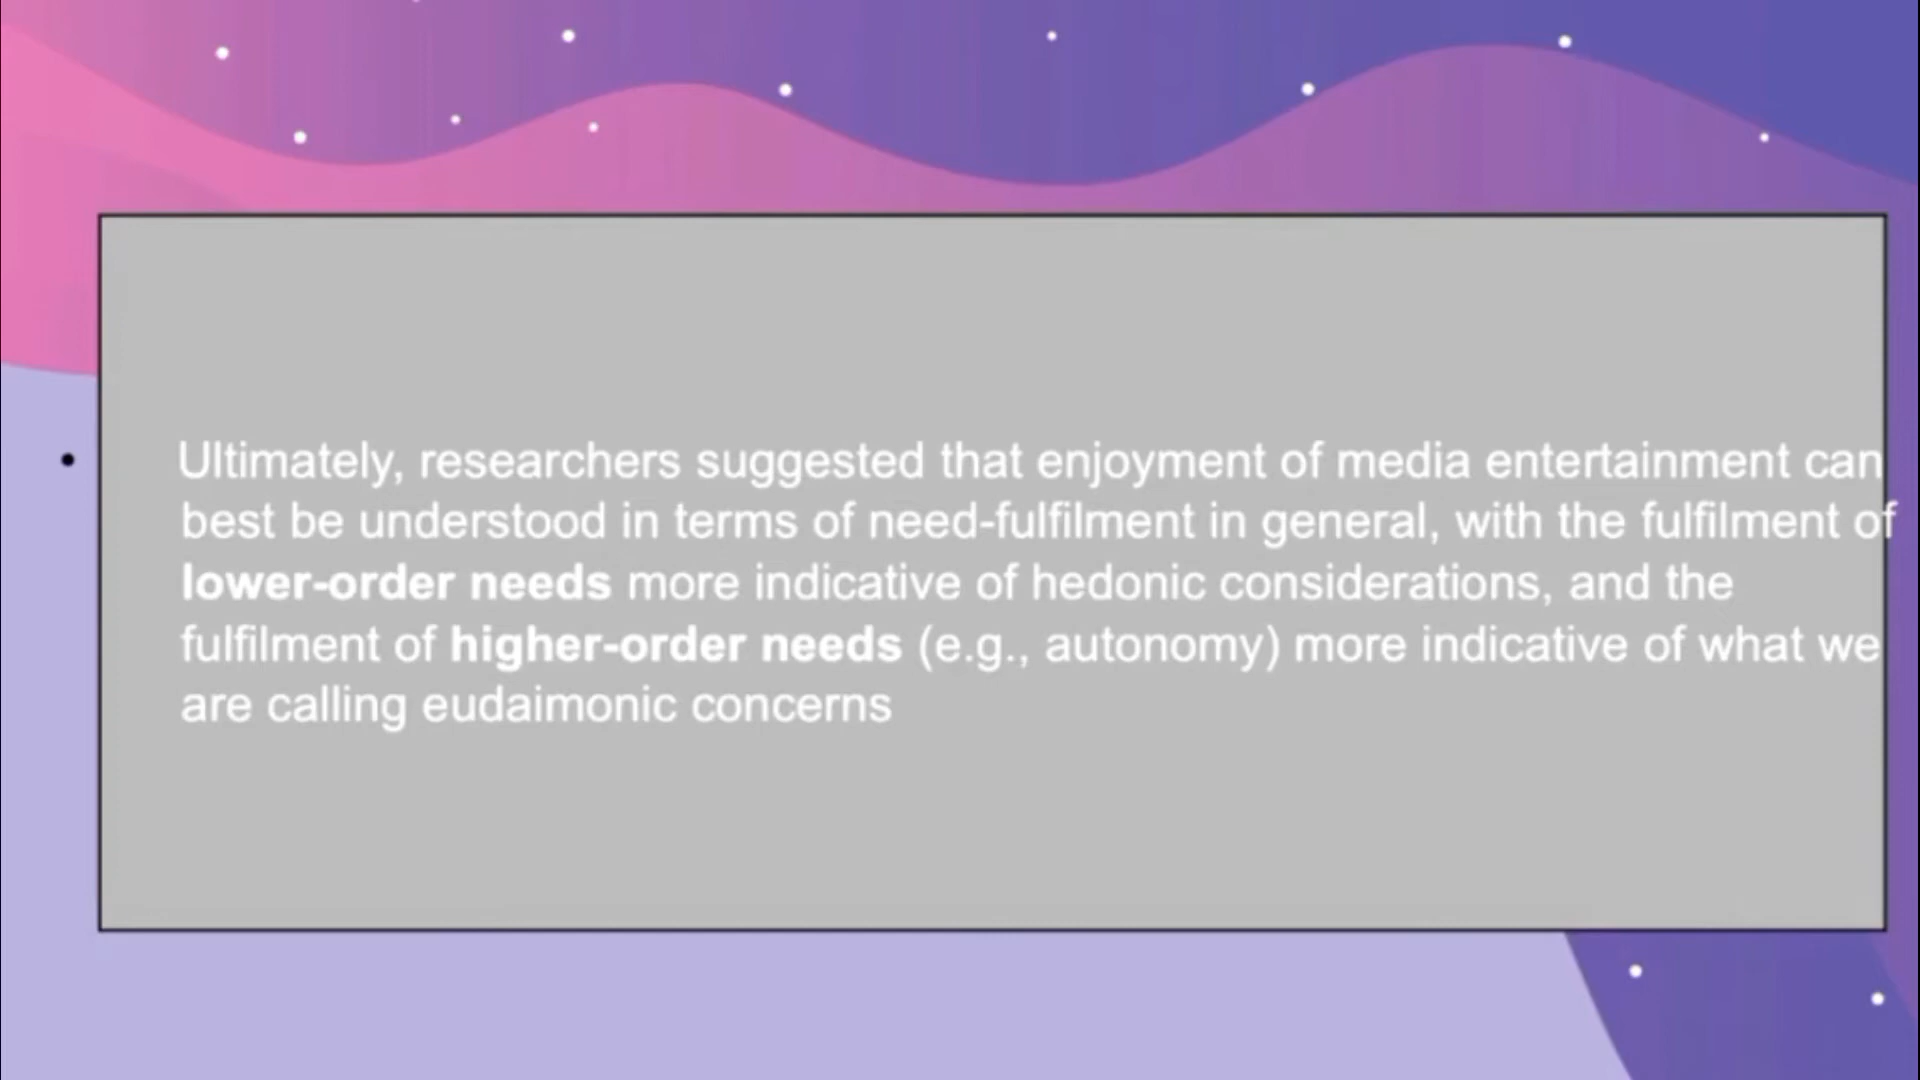 • Ultimately, researchers suggested that enjoyment of media entertainment can
best be understood in terms of need-fulfilment in general, with the fulfilment of
lower-order needs more indicative of hedonic considerations, and the
fulfilment of higher-order needs (e.g., autonomy) more indicative of what we
are calling eudaimonic concerns